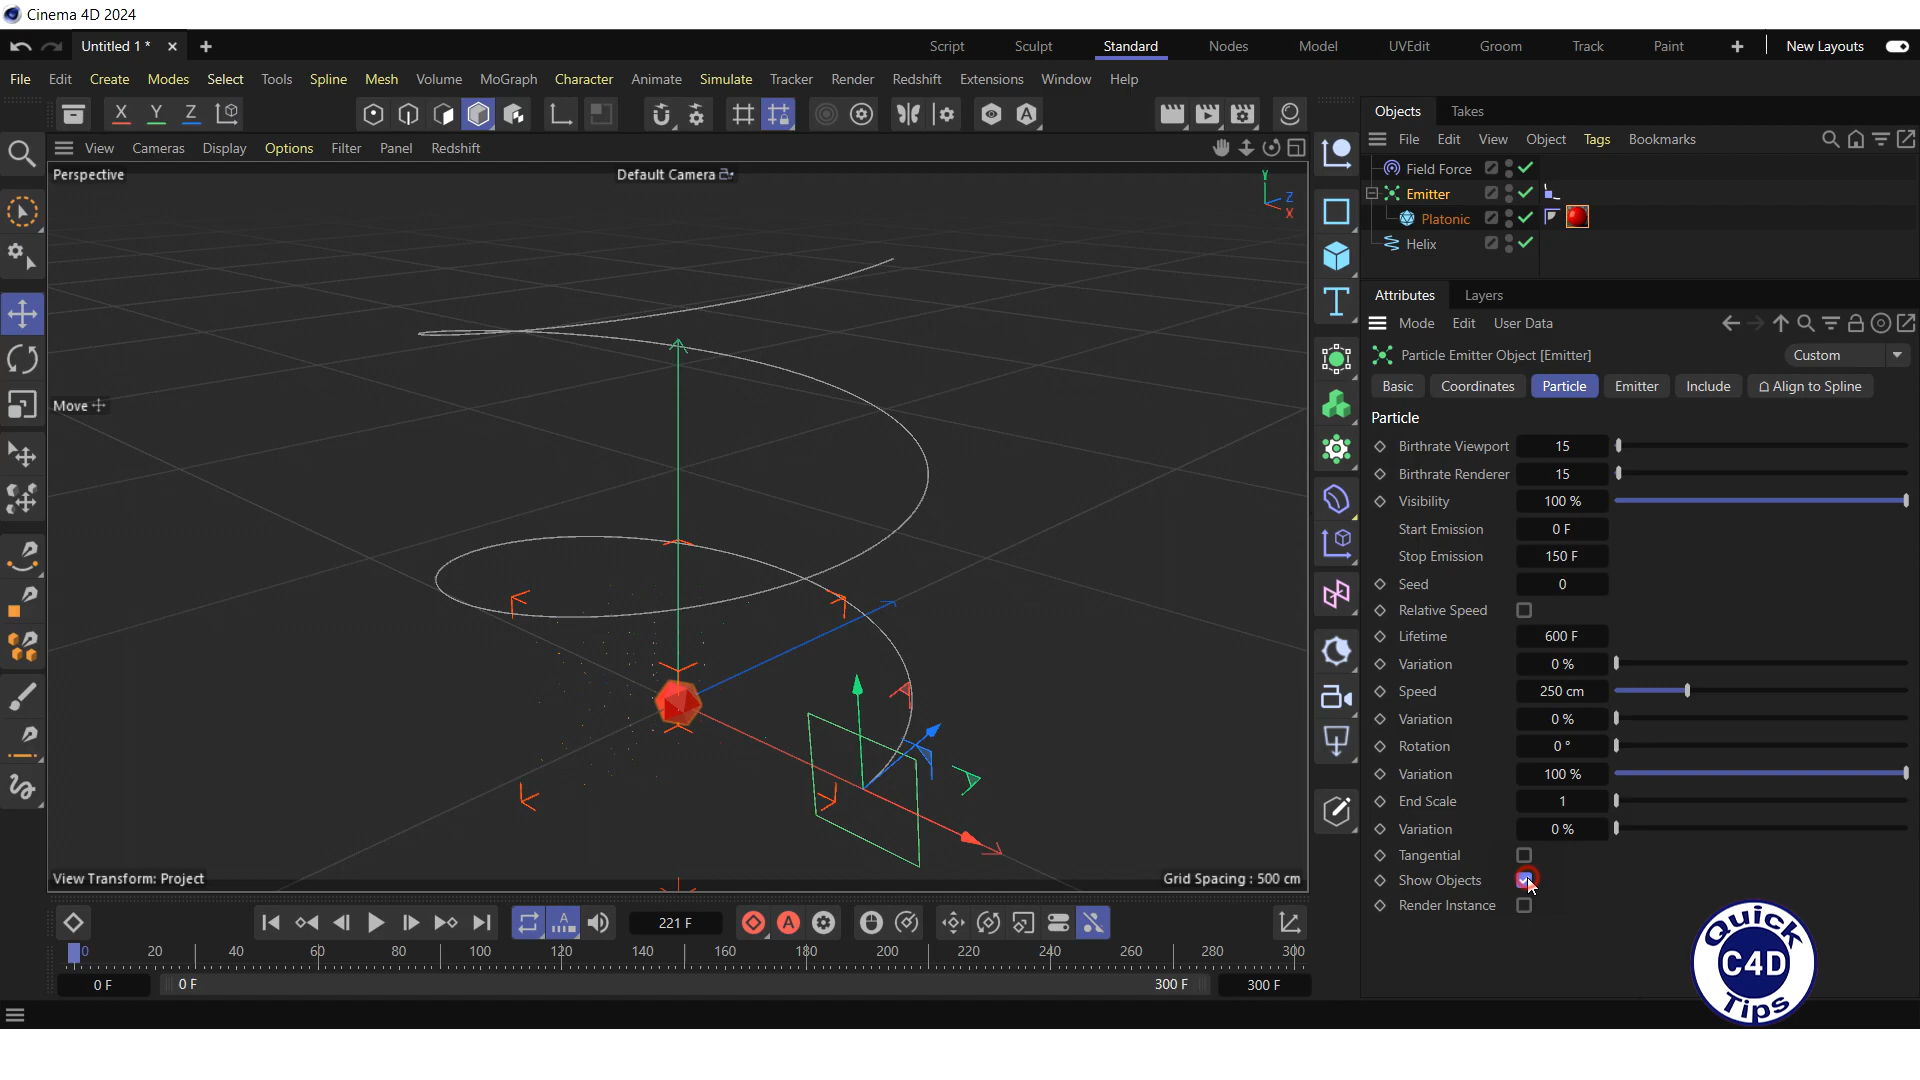 Cinema 4D 2024
Untitled 1 *
Script Sculpt Standard Nodes Model UVEdit Groom Track Paint New Layouts
File Edit Create Modes Select Tools Spline Mesh Volume MoGraph Character Animate Simulate Tracker Render Redshift Extensions Window Help
X Y Z
Objects Takes
View Cameras Display Options Filter Panel Redshift
File Edit View Object Tags Bookmarks
Perspective
Default Camera
Y
Z
X
Field Force
Emitter
Platonic
Helix
Move
Attributes Layers
Mode Edit User Data
Particle Emitter Object [Emitter]
Custom
Basic Coordinates Particle Emitter Include Align to Spline
Particle
Birthrate Viewport 15
Birthrate Renderer 15
Visibility 100 %
Start Emission 0 F
Stop Emission 150 F
Seed 0
Relative Speed
Lifetime 600 F
Variation 0 %
Speed 250 cm
Variation 0 %
Rotation 0 °
Variation 100 %
End Scale 1
Variation 0 %
Tangential
Show Objects
Render Instance
View Transform: Project
Grid Spacing : 500 cm
221 F
0 20 40 60 80 100 120 140 160 180 200 220 240 260 280 300
0 F 0 F 300 F 300 F
Quick
C4D
Tips